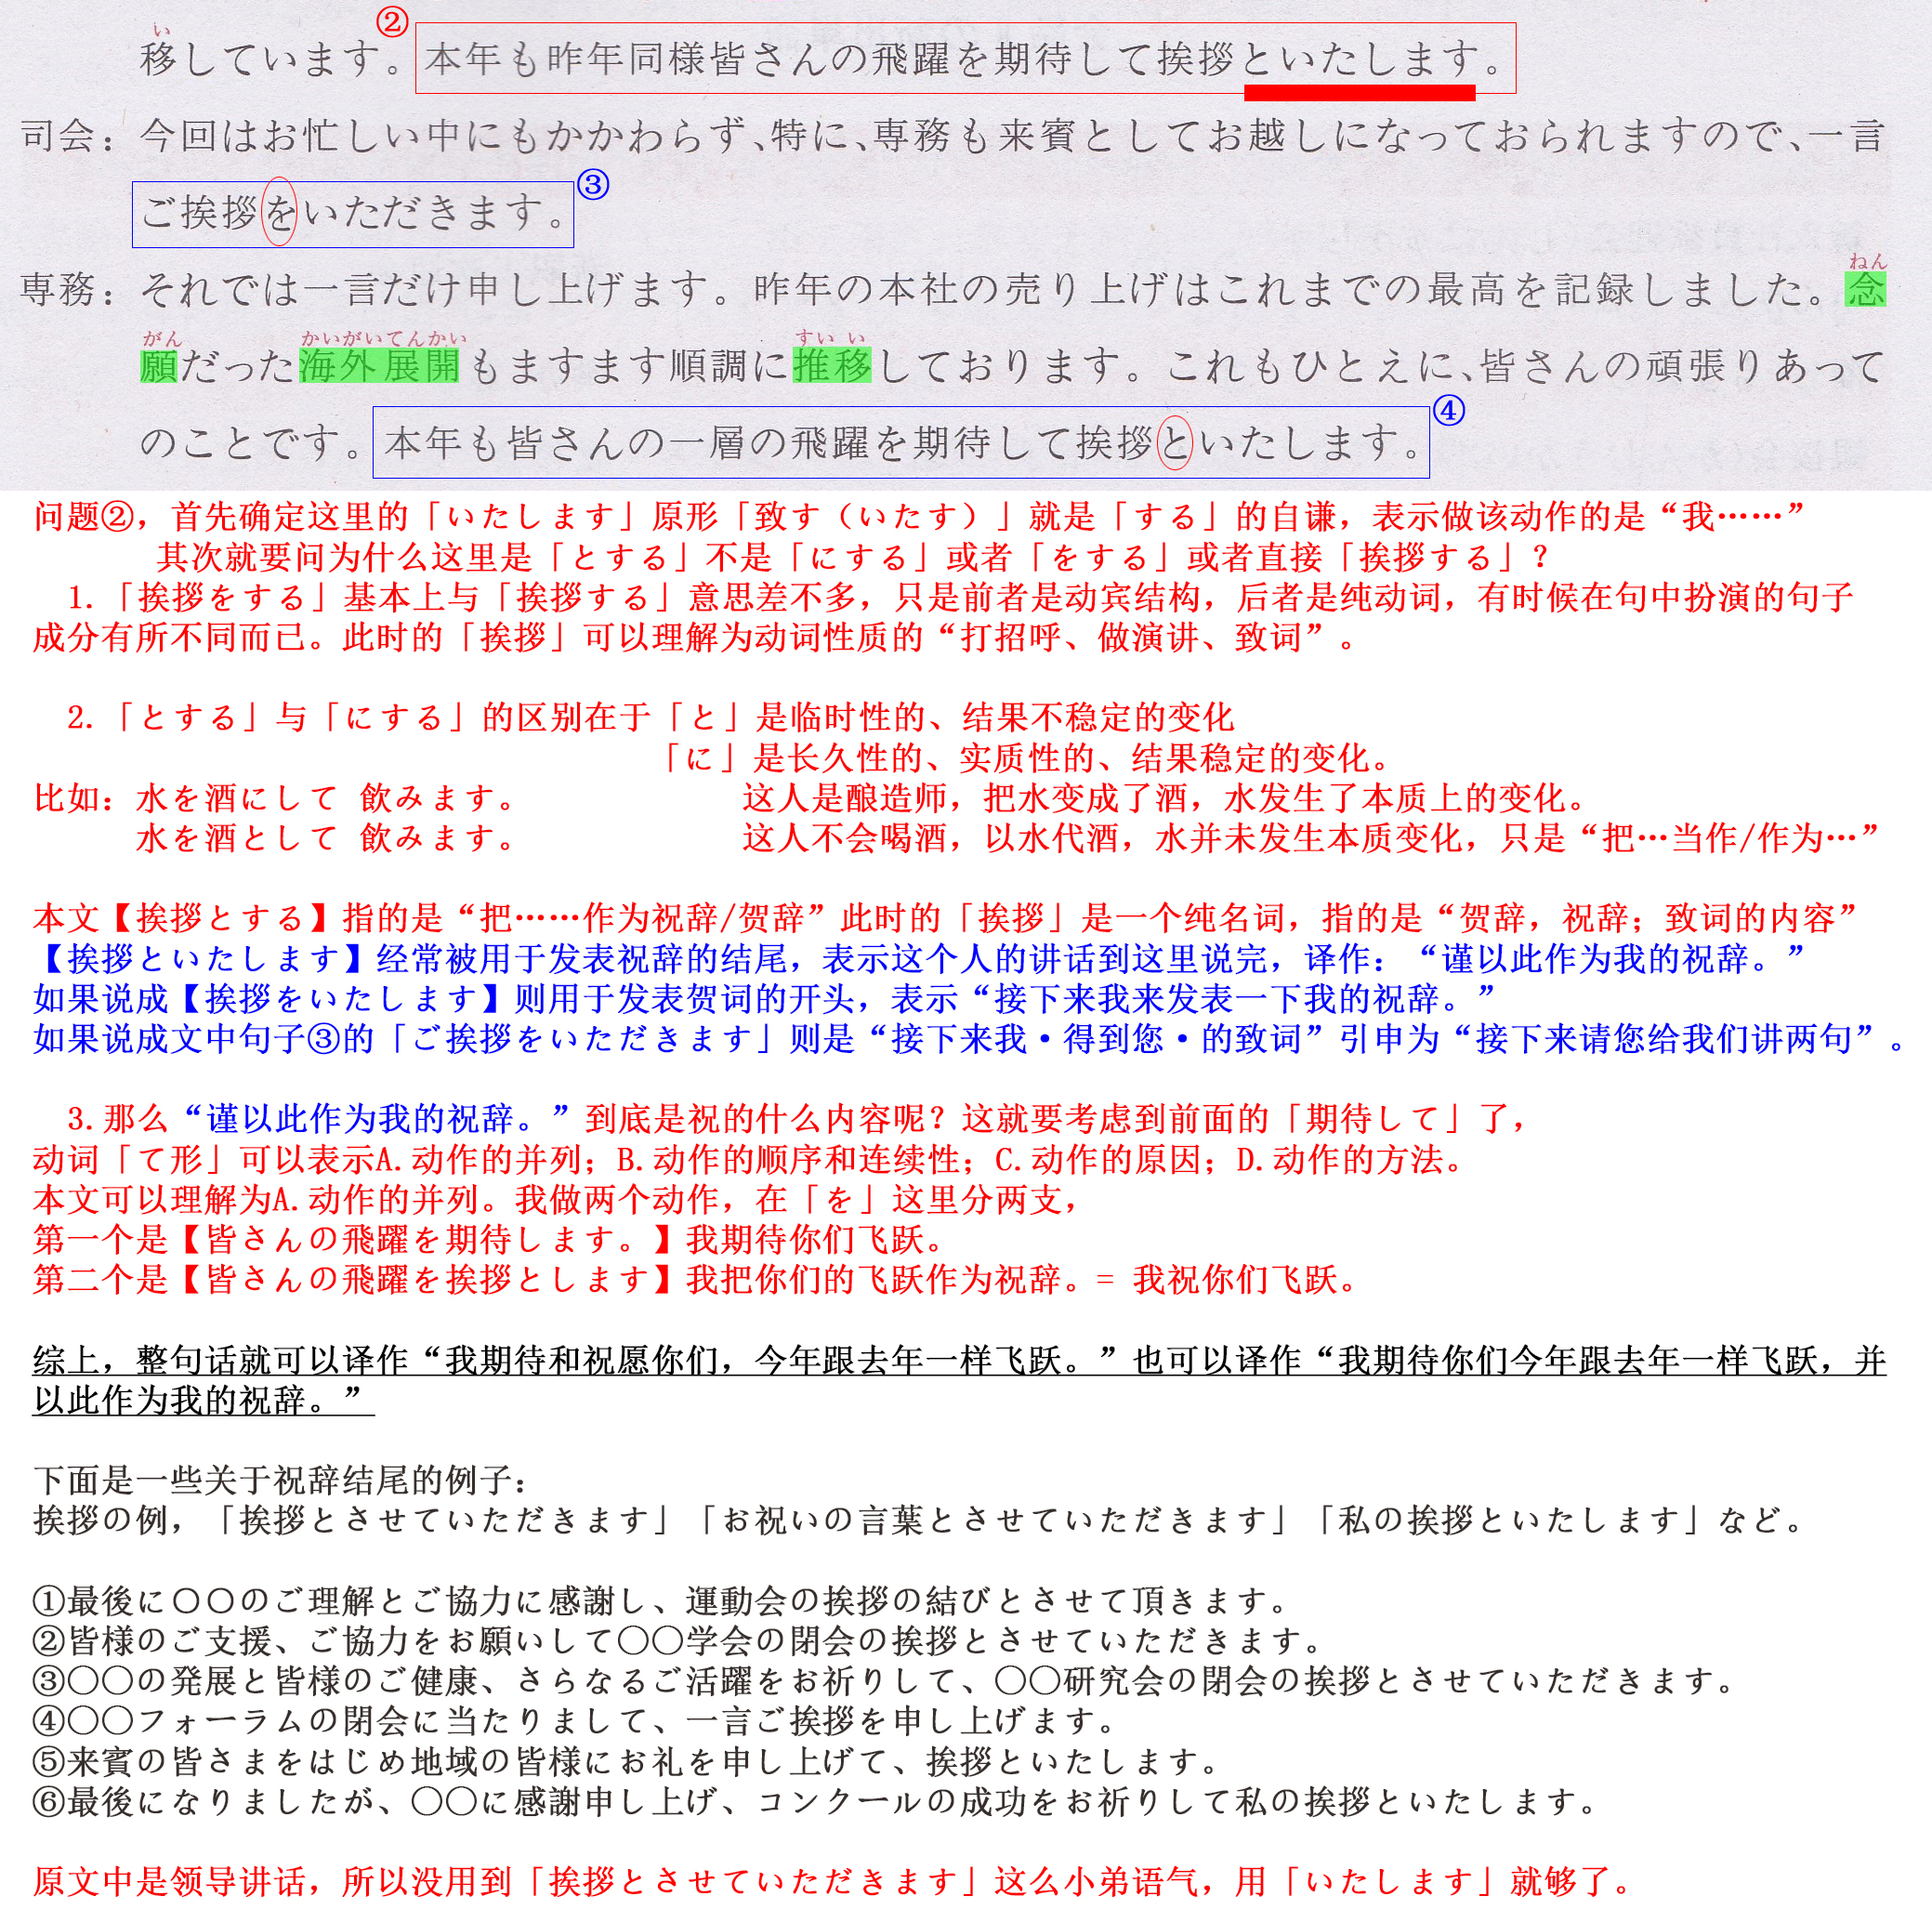 い
移しています。②本年も昨年同様皆さんの飛躍を期待して挨拶といたします。
司会：今回はお忙しい中にもかかわらず、特に、専務も来賓としてお越しになっておられますので、一言
ご挨拶をいただきます。③
ねん
専務：それでは一言だけ申し上げます。昨年の本社の売り上げはこれまでの最高を記録しました。念
がん かいがいてんかい すいい
願だった海外展開もますます順調に推移しております。これもひとえに、皆さんの頑張りあって
のことです。本年も皆さんの一層の飛躍を期待して挨拶といたします。④
问题②，首先确定这里的「いたします」原形「致す（いたす）」就是「する」的自谦，表示做该动作的是“我……”
其次就要问为什么这里是「とする」不是「にする」或者「をする」或者直接「挨拶する」？
1.「挨拶をする」基本上与「挨拶する」意思差不多，只是前者是动宾结构，后者是纯动词，有时候在句中扮演的句子
成分有所不同而已。此时的「挨拶」可以理解为动词性质的“打招呼、做演讲、致词”。
2.「とする」与「にする」的区别在于「と」是临时性的、结果不稳定的变化
「に」是长久性的、实质性的、结果稳定的变化。
比如：水を酒にして 飲みます。 这人是酿造师，把水变成了酒，水发生了本质上的变化。
水を酒として 飲みます。 这人不会喝酒，以水代酒，水并未发生本质变化，只是“把…当作/作为…”
本文【挨拶とする】指的是“把……作为祝辞/贺辞”此时的「挨拶」是一个纯名词，指的是“贺辞，祝辞；致词的内容”
【挨拶といたします】经常被用于发表祝辞的结尾，表示这个人的讲话到这里说完，译作：“谨以此作为我的祝辞。”
如果说成【挨拶をいたします】则用于发表贺词的开头，表示“接下来我来发表一下我的祝辞。”
如果说成文中句子③的「ご挨拶をいただきます」则是“接下来我·得到您·的致词”引申为“接下来请您给我们讲两句”。
3.那么“谨以此作为我的祝辞。”到底是祝的什么内容呢？这就要考虑到前面的「期待して」了，
动词「て形」可以表示A.动作的并列；B.动作的顺序和连续性；C.动作的原因；D.动作的方法。
本文可以理解为A.动作的并列。我做两个动作，在「を」这里分两支，
第一个是【皆さんの飛躍を期待します。】我期待你们飞跃。
第二个是【皆さんの飛躍を挨拶とします】我把你们的飞跃作为祝辞。= 我祝你们飞跃。
综上，整句话就可以译作“我期待和祝愿你们，今年跟去年一样飞跃。”也可以译作“我期待你们今年跟去年一样飞跃，并
以此作为我的祝辞。”
下面是一些关于祝辞结尾的例子：
挨拶の例，「挨拶とさせていただきます」「お祝いの言葉とさせていただきます」「私の挨拶といたします」など。
①最後に〇〇のご理解とご協力に感謝し、運動会の挨拶の結びとさせて頂きます。
②皆様のご支援、ご協力をお願いして○○学会の閉会の挨拶とさせていただきます。
③○○の発展と皆様のご健康、さらなるご活躍をお祈りして、○○研究会の閉会の挨拶とさせていただきます。
④○○フォーラムの閉会に当たりまして、一言ご挨拶を申し上げます。
⑤来賓の皆さまをはじめ地域の皆様にお礼を申し上げて、挨拶といたします。
⑥最後になりましたが、○○に感謝申し上げ、コンクールの成功をお祈りして私の挨拶といたします。
原文中是领导讲话，所以没用到「挨拶とさせていただきます」这么小弟语气，用「いたします」就够了。